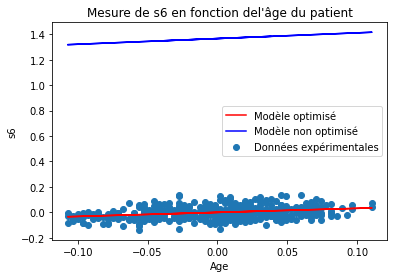 Mesure de s6 en fonction del'âge du patient
1.4
1.2
1.0
0.8
0.6
0.4
0.2
0.0
−0.2
s6
Modèle optimisé
Modèle non optimisé
Données expérimentales
−0.10
−0.05
0.00
0.05
0.10
Age